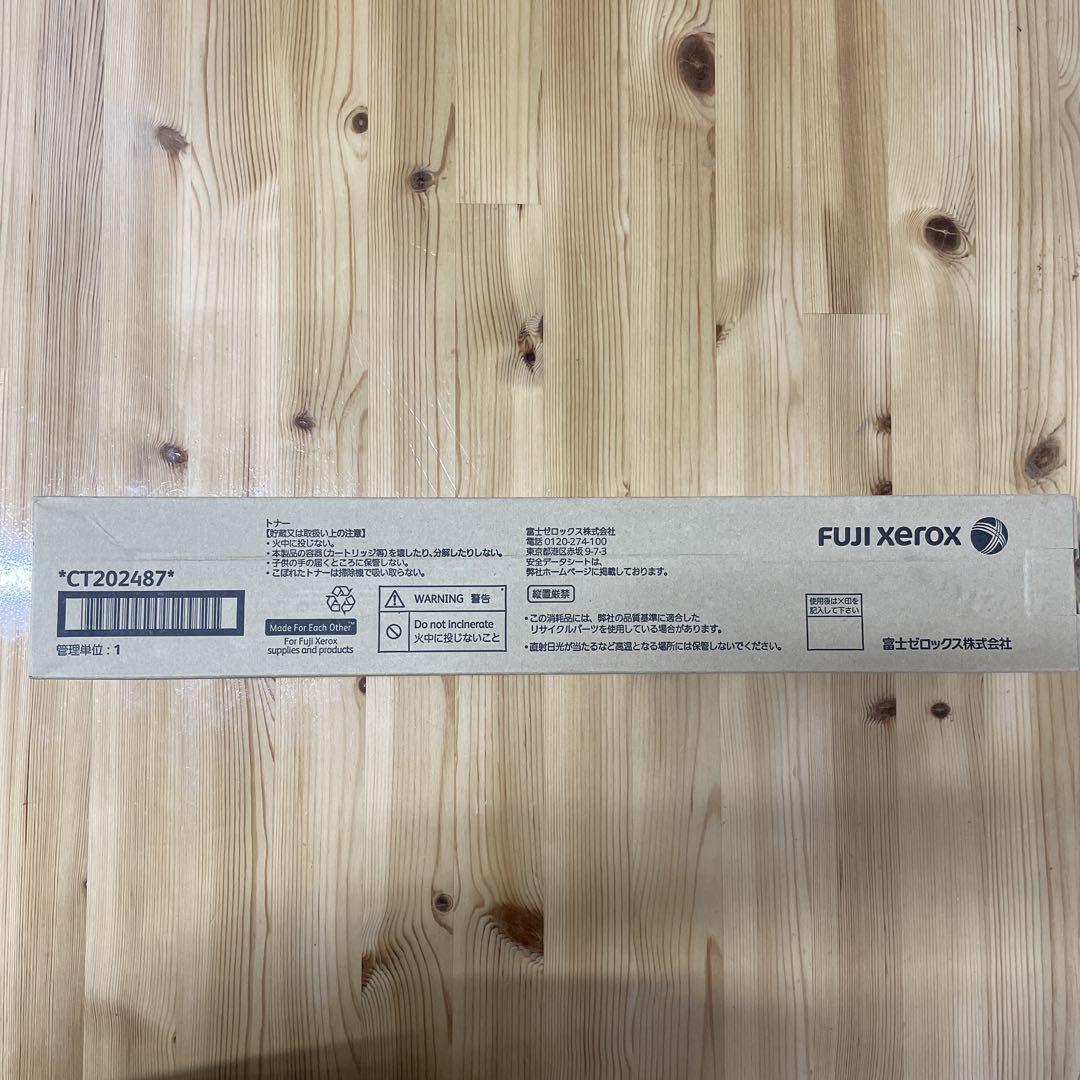 *CT202487*
管理単位:1
トナー
【貯蔵又は取扱い上の注意】
・火中に投じない。
・本製品の容器(カートリッジ等)を壊したり、分解したりしない。
・子供の手の届くところに保管しない。
・こぼれたトナーは掃除機で吸い取らない。
Made For Each Other™
For Fuji Xerox
supplies and products
WARNING 警告
Do not incinerate
火中に投じないこと
富士ゼロックス株式会社
電話 0120-274-100
東京都港区赤坂 9-7-3
安全データシートは、
弊社ホームページに掲載しております。
縦置厳禁
・この消耗品には、弊社の品質基準に適合した
リサイクルパーツを使用している場合があります。
・直射日光が当たるなど高温となる場所には保管しないでください。
使用後は×印を
記入して下さい
FUJI xerox
富士ゼロックス株式会社